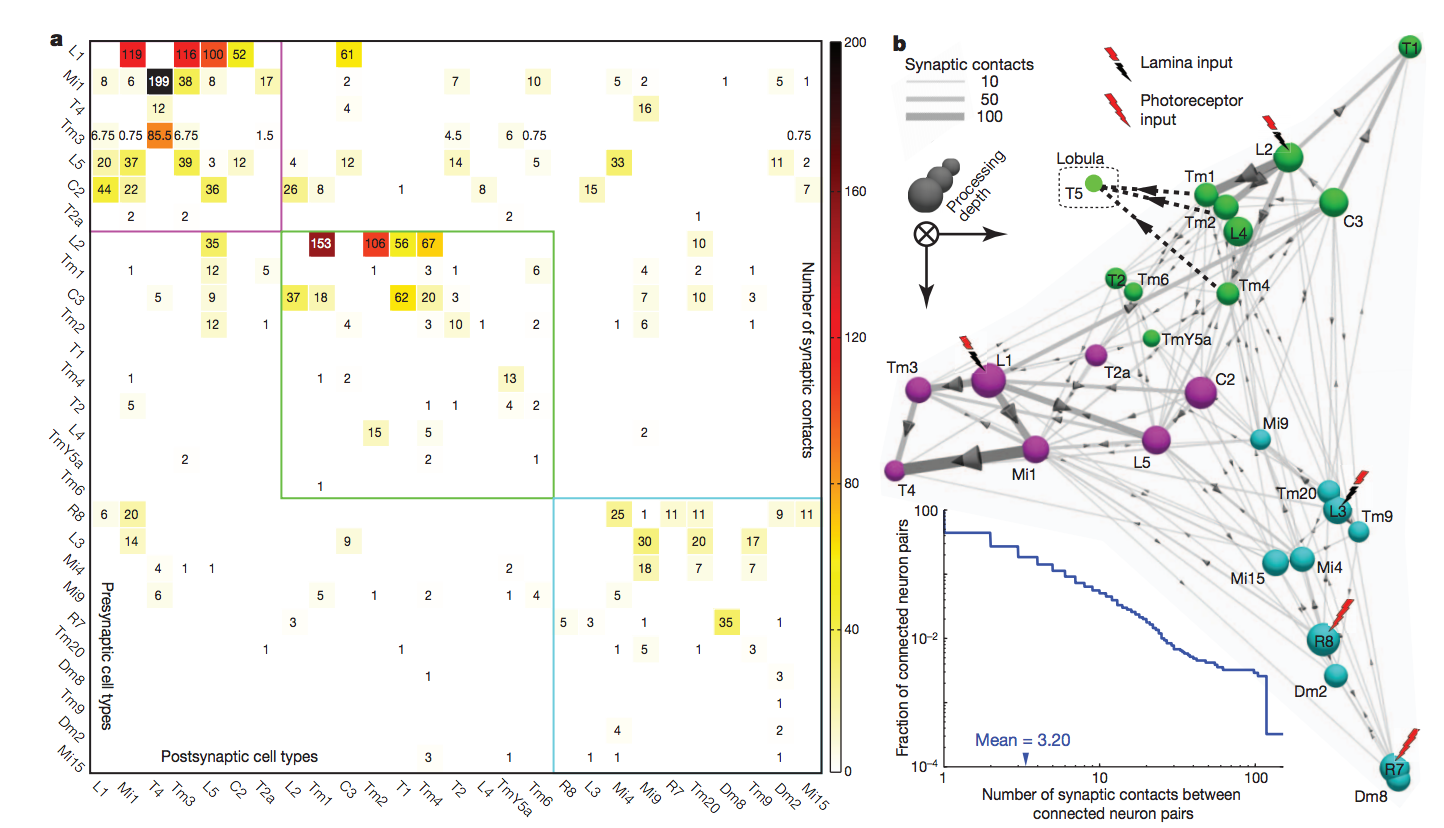 a
L1 119 116 100 52 61
Mi1 8 6 199 38 8 17 2 7 10 5 2 1 5 1
T4 12 4 16
Tm3 6.75 0.75 85.5 6.75 1.5 4.5 6 0.75 0.75
L5 20 37 39 3 12 4 12 14 5 33 11 2
C2 44 22 36 26 8 1 8 15 7
T2a 2 2 2 1
L2 35 153 106 56 67 10
Tm1 1 12 5 1 3 1 6 4 2 1
C3 5 9 37 18 62 20 3 7 10 3
Tm2 12 1 4 3 10 1 2 1 6 1
T1
Tm4 1 1 2 13
T2 5 1 1 4 2
L4 15 5 2
TmY5a 2 2 1
Tm6 1
R8 6 20 25 1 11 11 9 11
L3 14 9 30 20 17
Mi4 4 1 1 2 18 7 7
Mi9 6 5 1 2 1 4 5
R7 3 5 3 1 35 1
Tm20 1 1 1 5 1 3
Dm8 1 3
Tm9 1
Dm2 4 2
Mi15 3 1 1 1 1
Presynaptic cell types
Postsynaptic cell types
L1 Mi1 T4 Tm3 L5 C2 T2a L2 Tm1 C3 Tm2 T1 Tm4 T2 L4 TmY5a Tm6 R8 L3 Mi4 Mi9 R7 Tm20 Dm8 Tm9 Dm2 Mi15
Number of synaptic contacts
200
160
120
80
40
0
b
Synaptic contacts
10
50
100
Lamina input
Photoreceptor
input
Processing
depth
Lobula
T5
T1
L2
Tm1
Tm2
L4
C3
T2
Tm6
Tm4
TmY5a
Tm3
L1
T2a
C2
Mi9
L5
Mi1
T4
Tm20
L3
Tm9
Mi15
Mi4
R8
Dm2
R7
Dm8
Fraction of connected neuron pairs
100
10−2
10−4
Mean = 3.20
1 10 100
Number of synaptic contacts between
connected neuron pairs